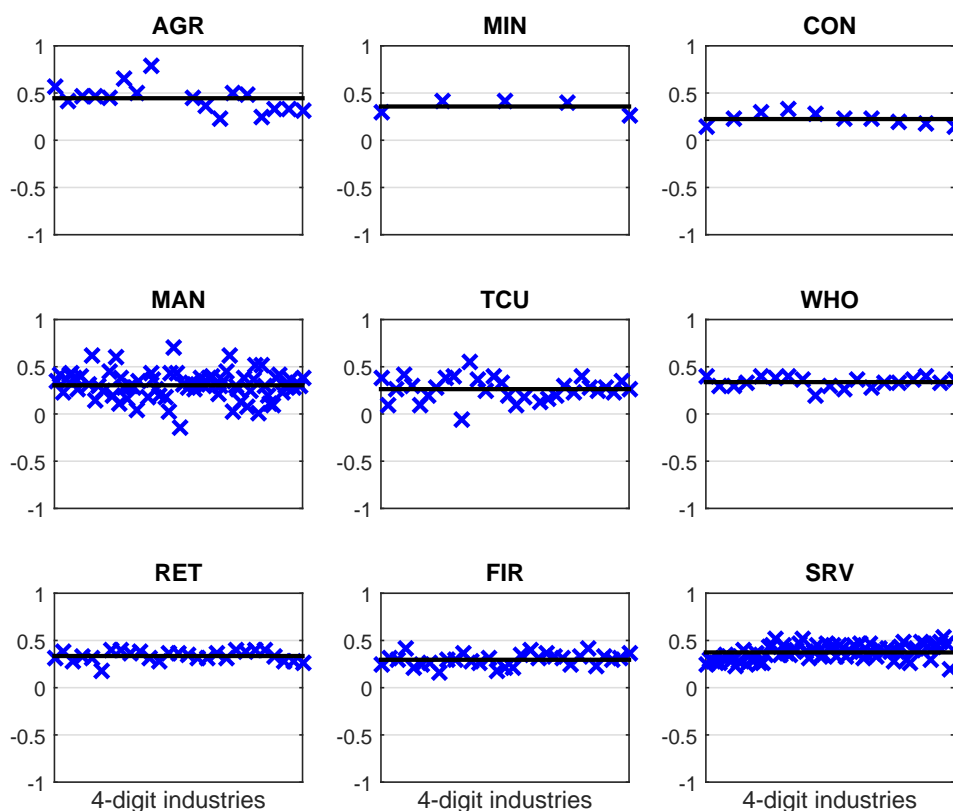 AGR MIN CON
1 1 1
0.5 0.5 0.5
0 0 0
-0.5 -0.5 -0.5
-1 -1 -1
MAN TCU WHO
1 1 1
0.5 0.5 0.5
0 0 0
-0.5 -0.5 -0.5
-1 -1 -1
RET FIR SRV
1 1 1
0.5 0.5 0.5
0 0 0
-0.5 -0.5 -0.5
-1 -1 -1
4-digit industries 4-digit industries 4-digit industries